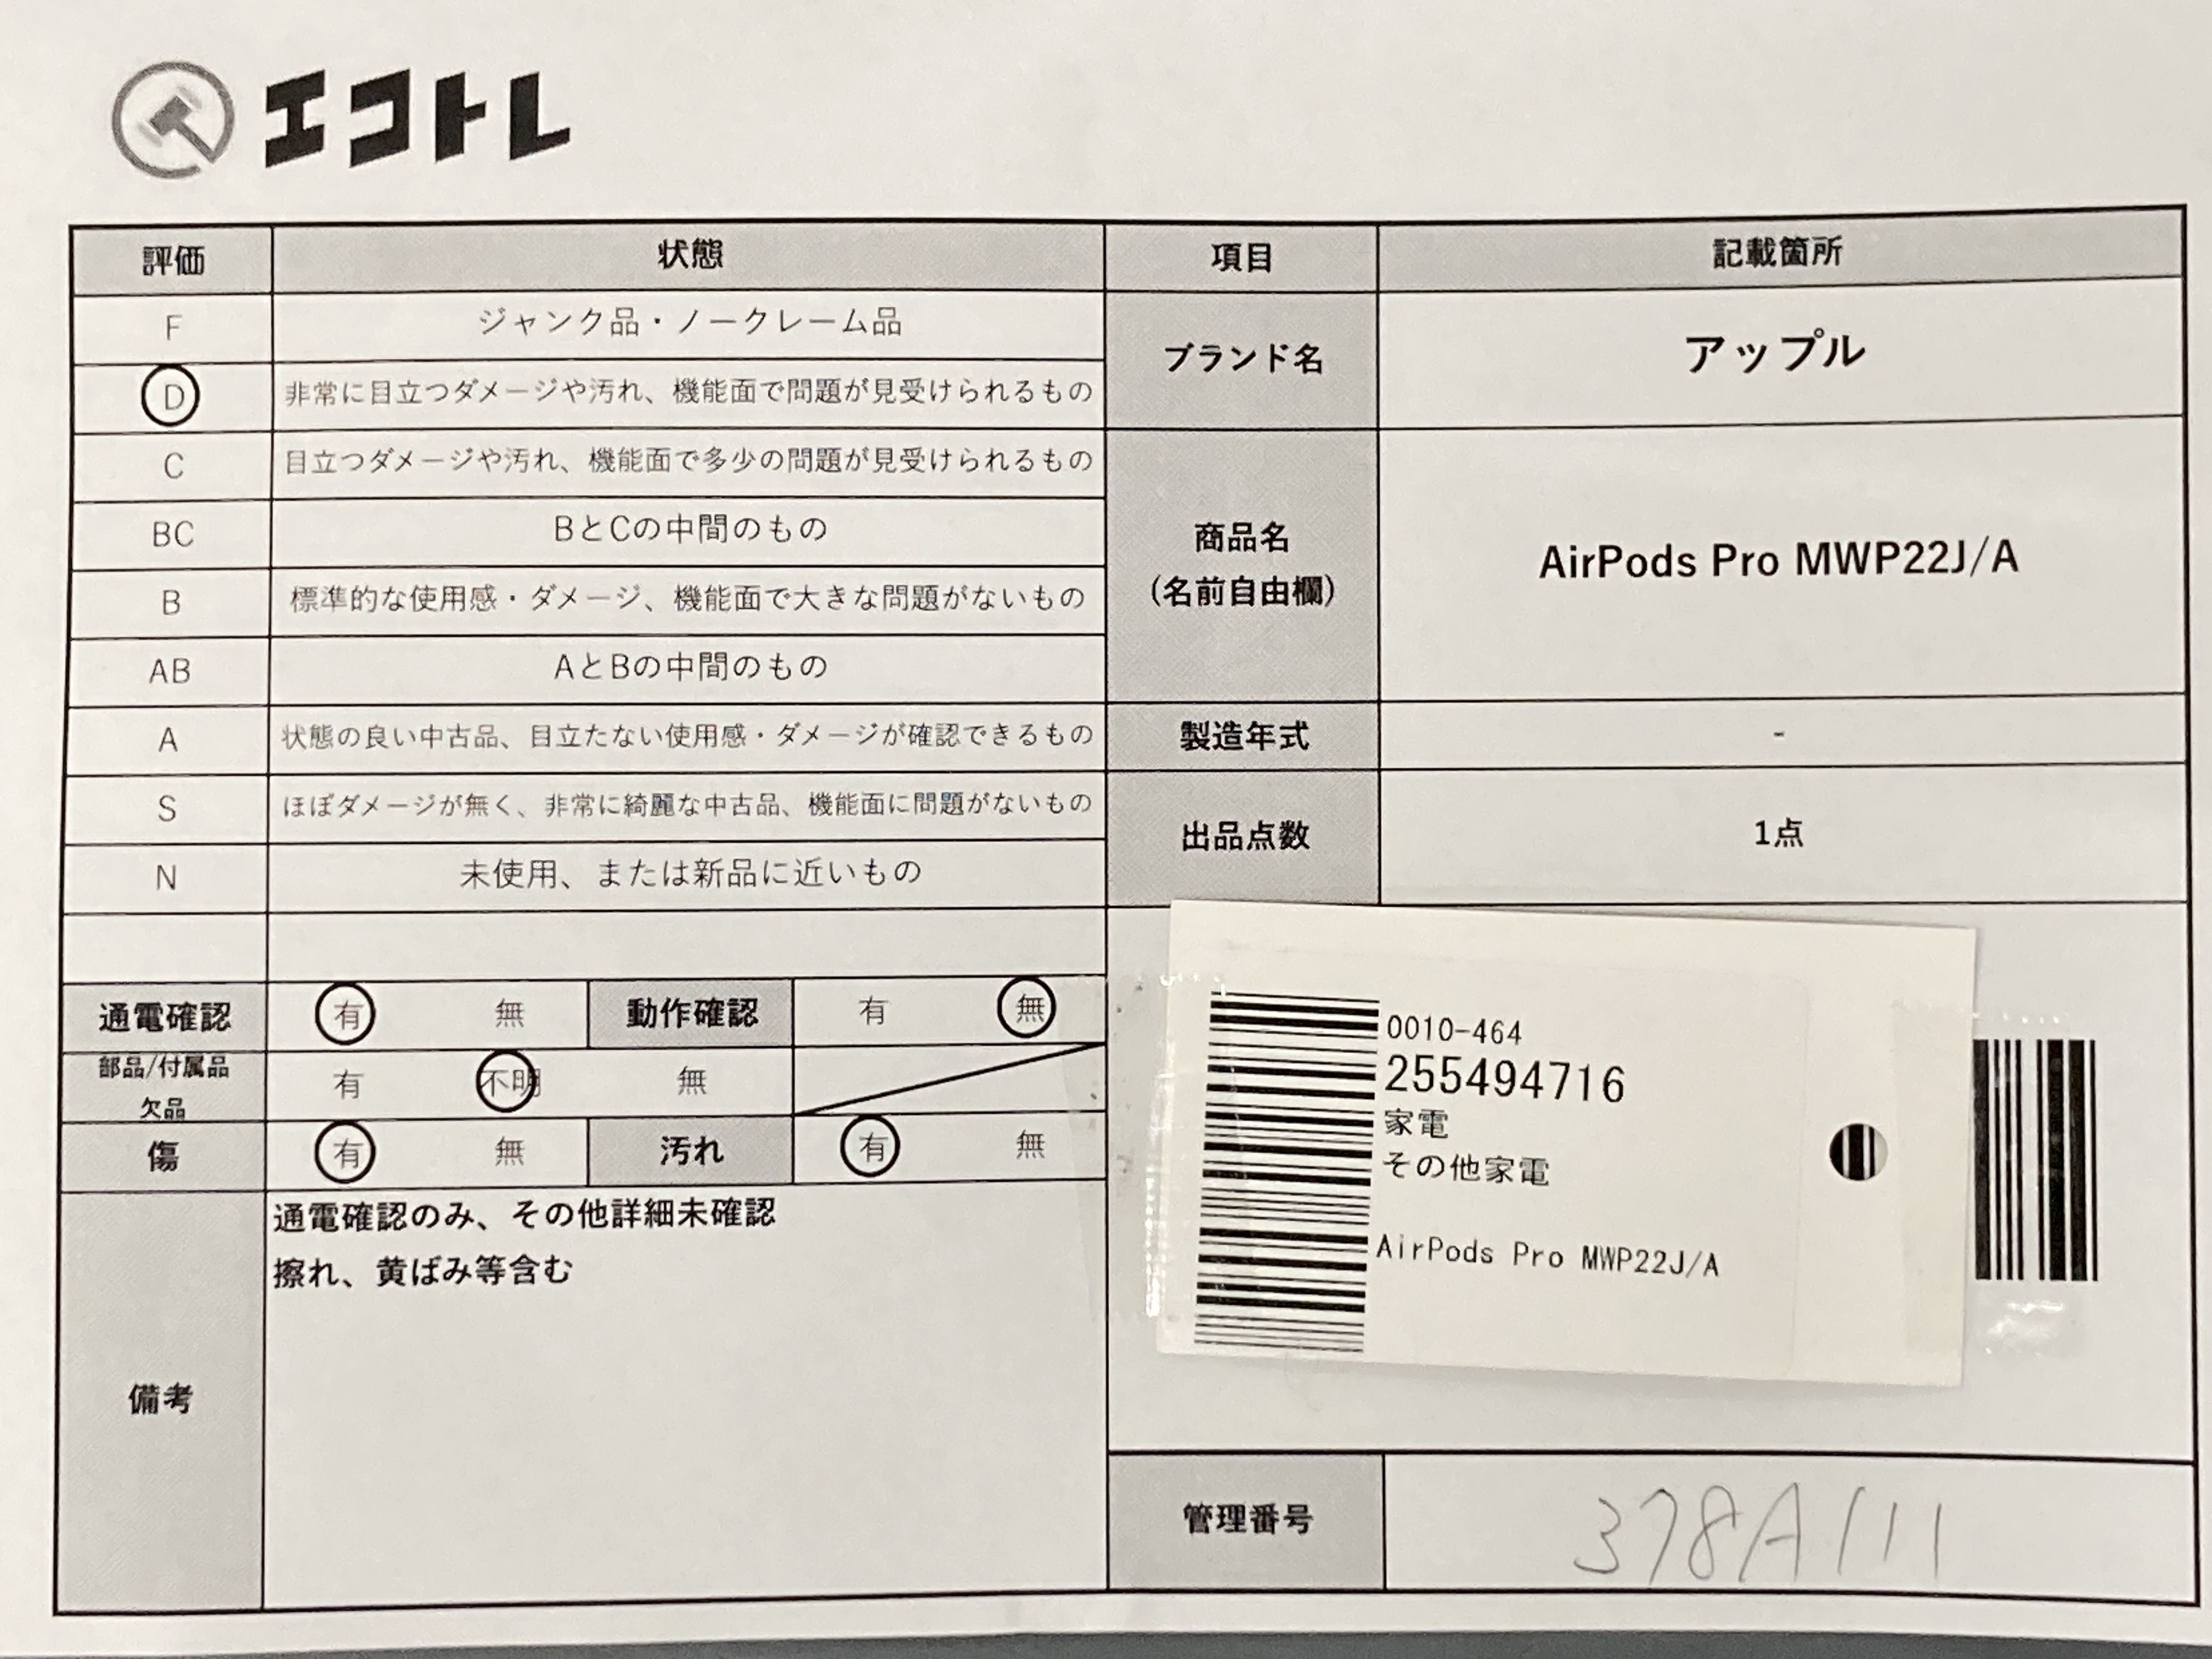 エコトレ
評価 状態 項目 記載箇所
F ジャンク品・ノークレーム品
D 非常に目立つダメージや汚れ、機能面で問題が見受けられるもの
ブランド名 アップル
C 目立つダメージや汚れ、機能面で多少の問題が見受けられるもの
BC BとCの中間のもの
商品名
(名前自由欄)
AirPods Pro MWP22J/A
B 標準的な使用感・ダメージ、機能面で大きな問題がないもの
AB AとBの中間のもの
A 状態の良い中古品、目立たない使用感・ダメージが確認できるもの
製造年式 -
S ほぼダメージが無く、非常に綺麗な中古品、機能面に問題がないもの
出品点数 1点
N 未使用、または新品に近いもの
通電確認 有 無 動作確認 有 無
部品/付属品
欠品
有 不明 無
傷 有 無 汚れ 有 無
0010-464
255494716
家電
その他家電
AirPods Pro MWP22J/A
備考
通電確認のみ、その他詳細未確認
擦れ、黄ばみ等含む
管理番号 378A111